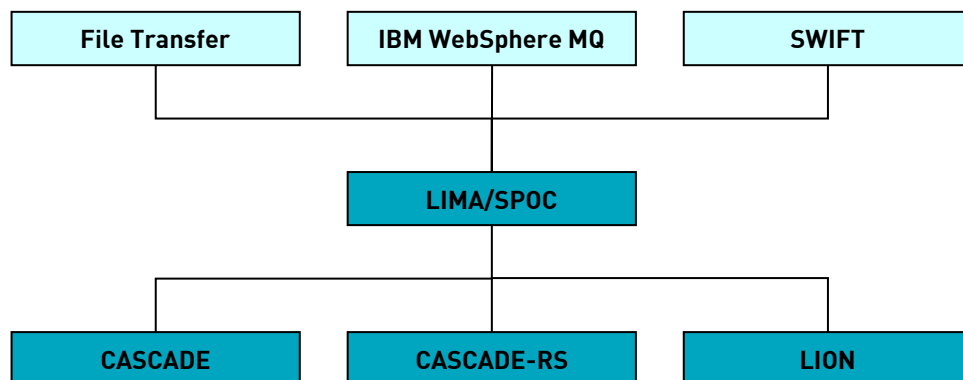 File Transfer
IBM WebSphere MQ
SWIFT
LIMA/SPOC
CASCADE
CASCADE-RS
LION